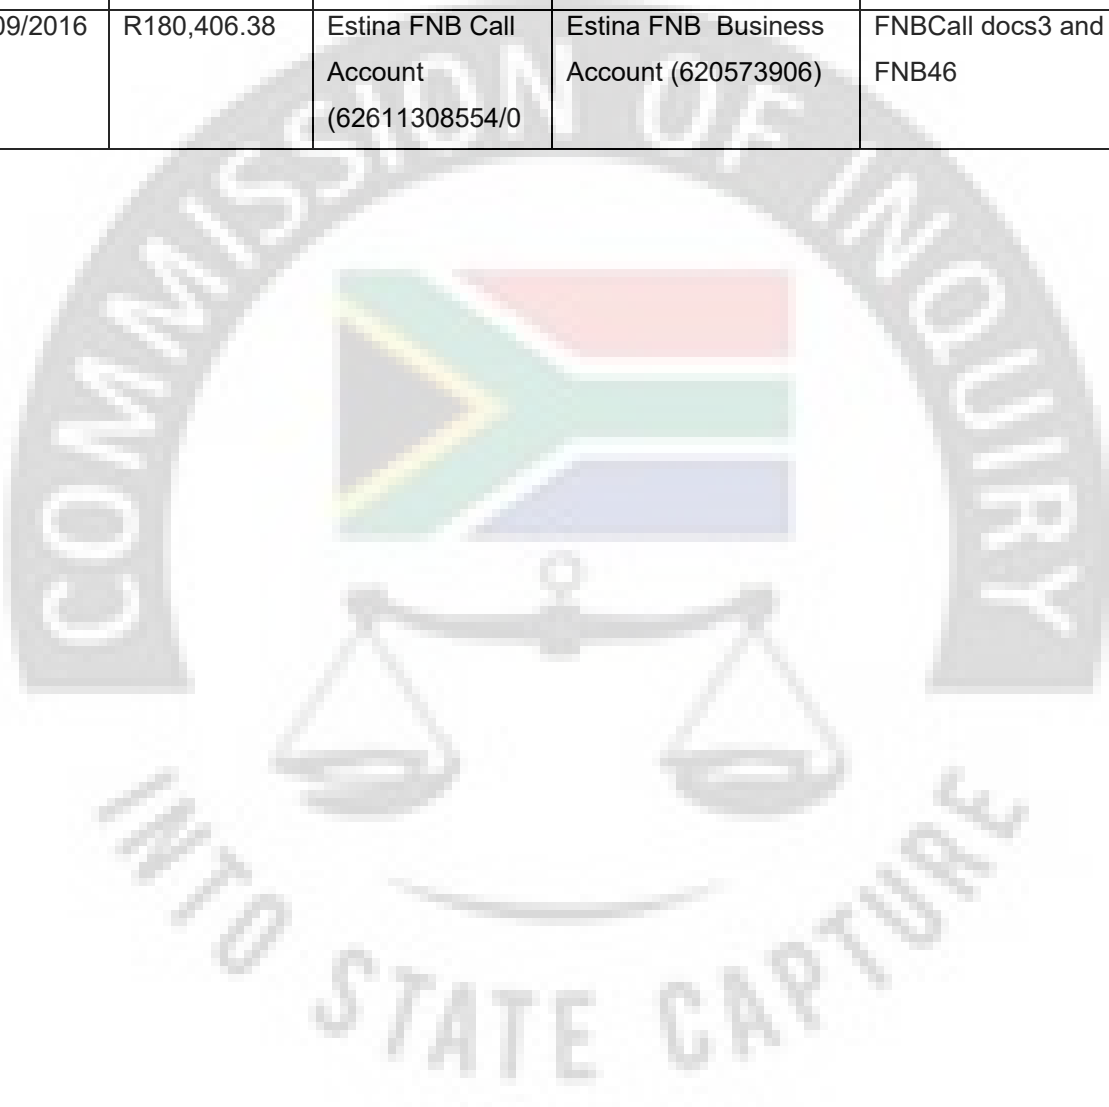 09/2016 R180,406.38 Estina FNB Call Estina FNB Business FNBCall docs3 and
Account Account (620573906) FNB46
(62611308554/0
COMMISSION OF INQUIRY
INTO STATE CAPTURE